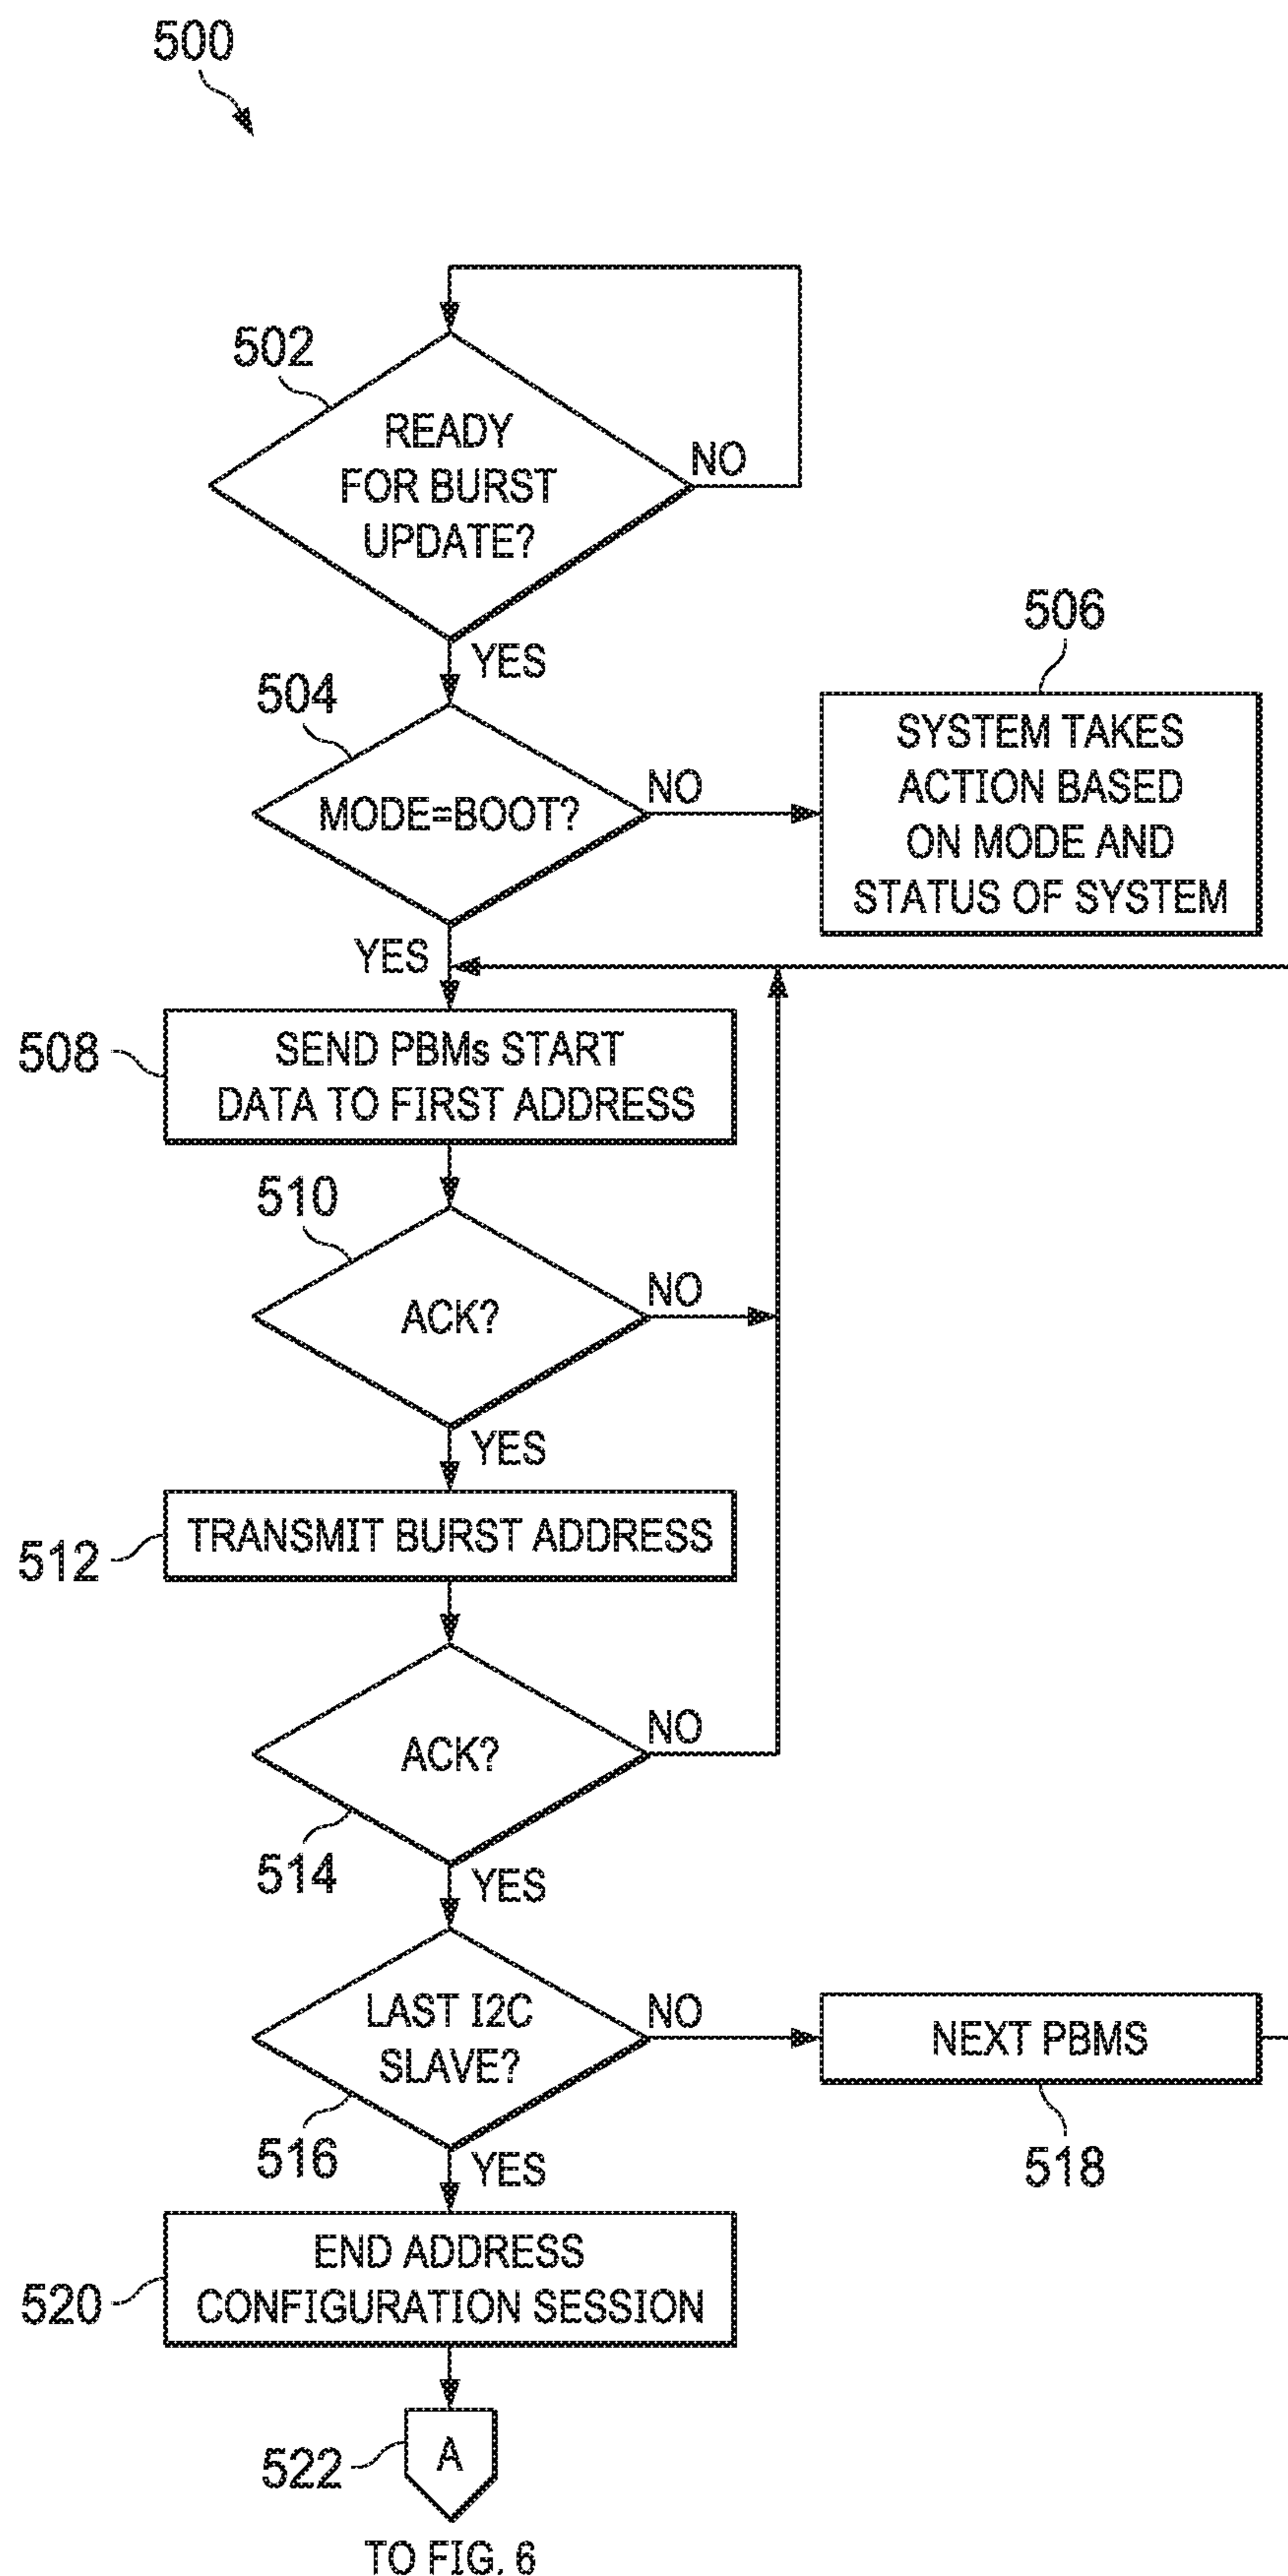 500
502
READY
FOR BURST
UPDATE?
NO
YES
504
MODE=BOOT?
NO
506
SYSTEM TAKES
ACTION BASED
ON MODE AND
STATUS OF SYSTEM
YES
508
SEND PBMs START
DATA TO FIRST ADDRESS
510
ACK?
NO
YES
512
TRANSMIT BURST ADDRESS
ACK?
NO
514
YES
LAST I2C
SLAVE?
NO
NEXT PBMS
516
518
YES
END ADDRESS
CONFIGURATION SESSION
520
522
A
TO FIG. 6